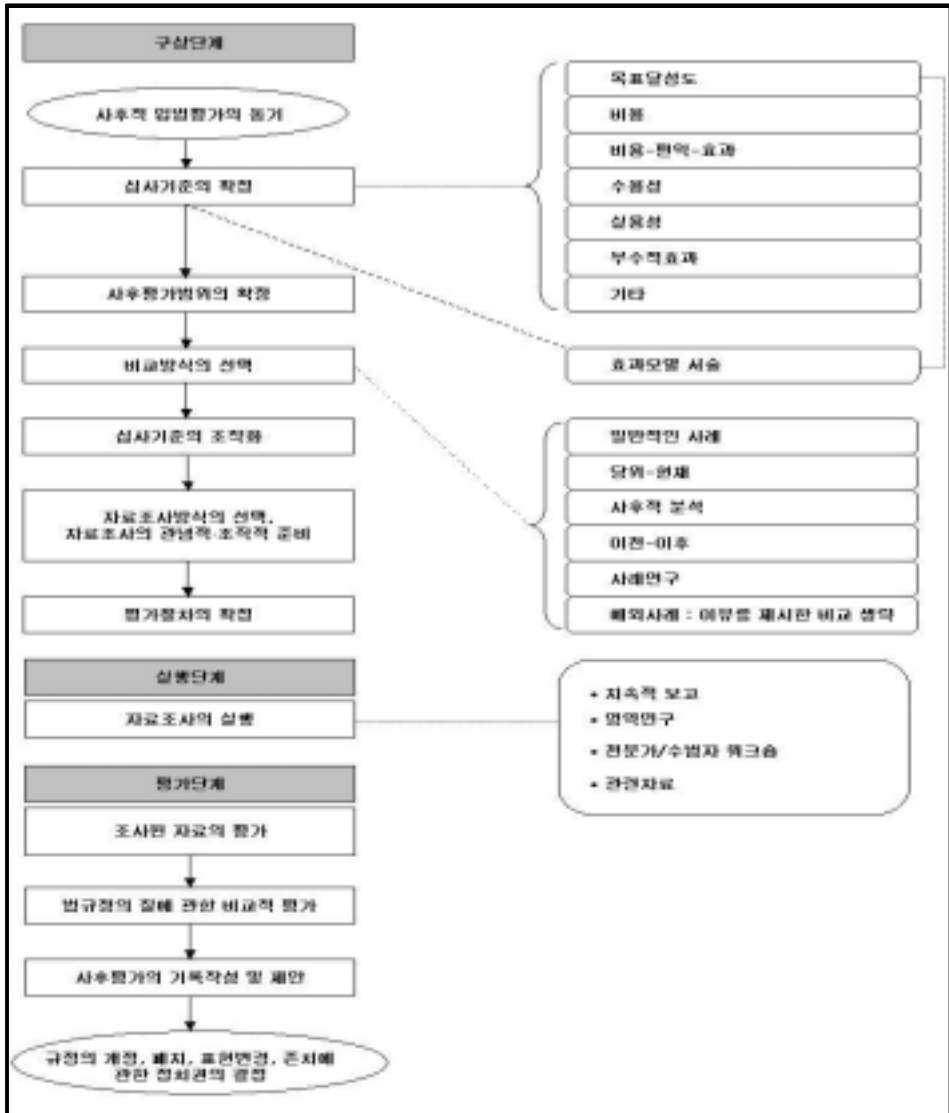 구상단계
사후적 입법평가의 동기
심사기준의 확정
사후평가범위의 확정
비교방식의 선택
심사기준의 조작화
자료조사방식의 선택,
자료조사의 관념적·조직적 준비
평가절차의 확정
목표달성도
비용
비용-편익-효과
수용성
실용성
부수적효과
기타
효과모델 서술
일반적인 사례
당위-현재
사후적 분석
이전-이후
사례연구
예외사례 : 이유를 제시한 비교 생략
실행단계
자료조사의 실행
• 지속적 보고
• 영역연구
• 전문가/수범자 워크숍
• 관련자료
평가단계
조사된 자료의 평가
법규정의 질에 관한 비교적 평가
사후평가의 기록작성 및 제안
규정의 개정, 폐지, 표현변경, 존치에
관한 정치권의 결정